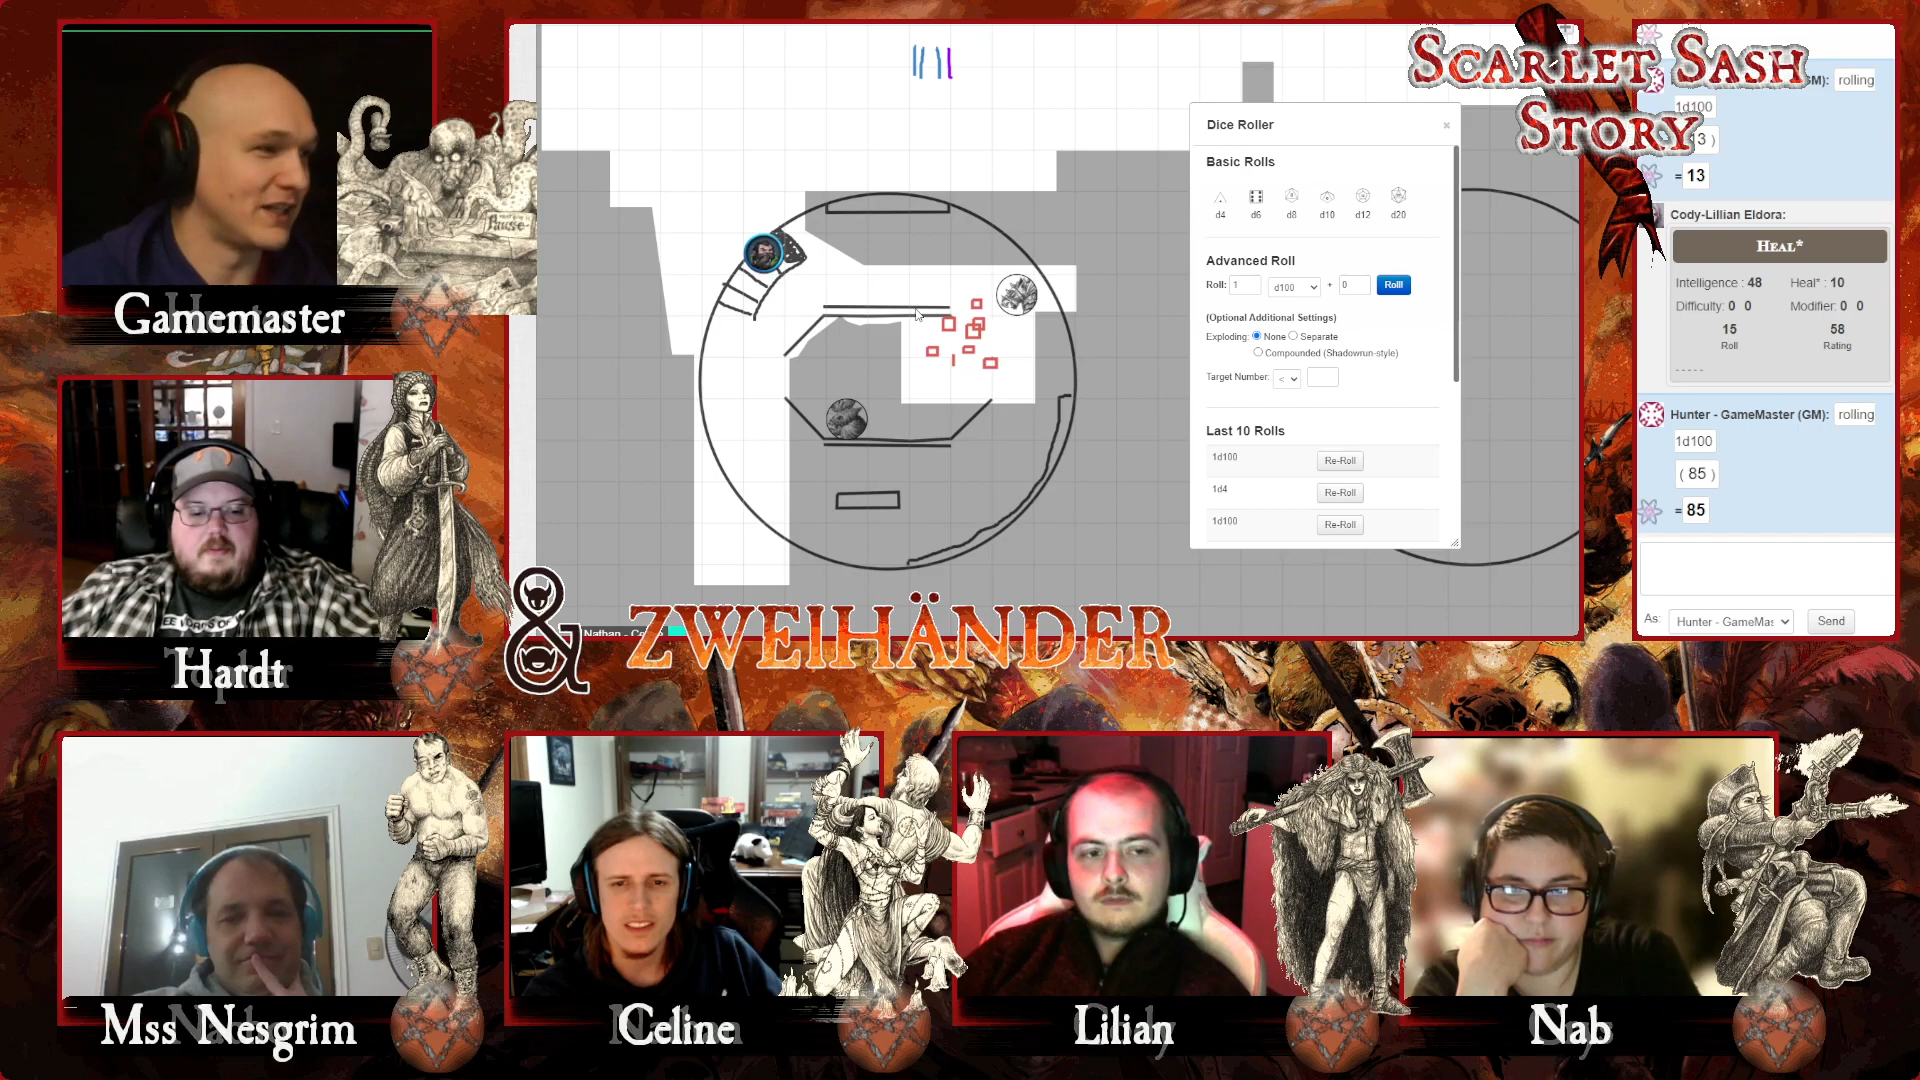 Scarlet Sash
Story
Pause
Gamemaster
Hardt
Mss Nesgrim
Celine
Lilian
Nab
ZWEIHÄNDER
&
Dice Roller
×
Basic Rolls
d4 d6 d8 d10 d12 d20
Advanced Roll
Roll: 1 d100 + 0 Roll!
(Optional Additional Settings)
Exploding: None Separate
Compounded (Shadowrun-style)
Target Number: <
Last 10 Rolls
1d100 Re-Roll
1d4 Re-Roll
1d100 Re-Roll
rolling
1d100
=13
Cody-Lillian Eldora:
HEAL*
Intelligence : 48 Heal* : 10
Difficulty: 0 0 Modifier: 0 0
15 58
Roll Rating
-----
Hunter - GameMaster (GM): rolling
1d100
( 85 )
=85
As: Hunter - GameMas Send